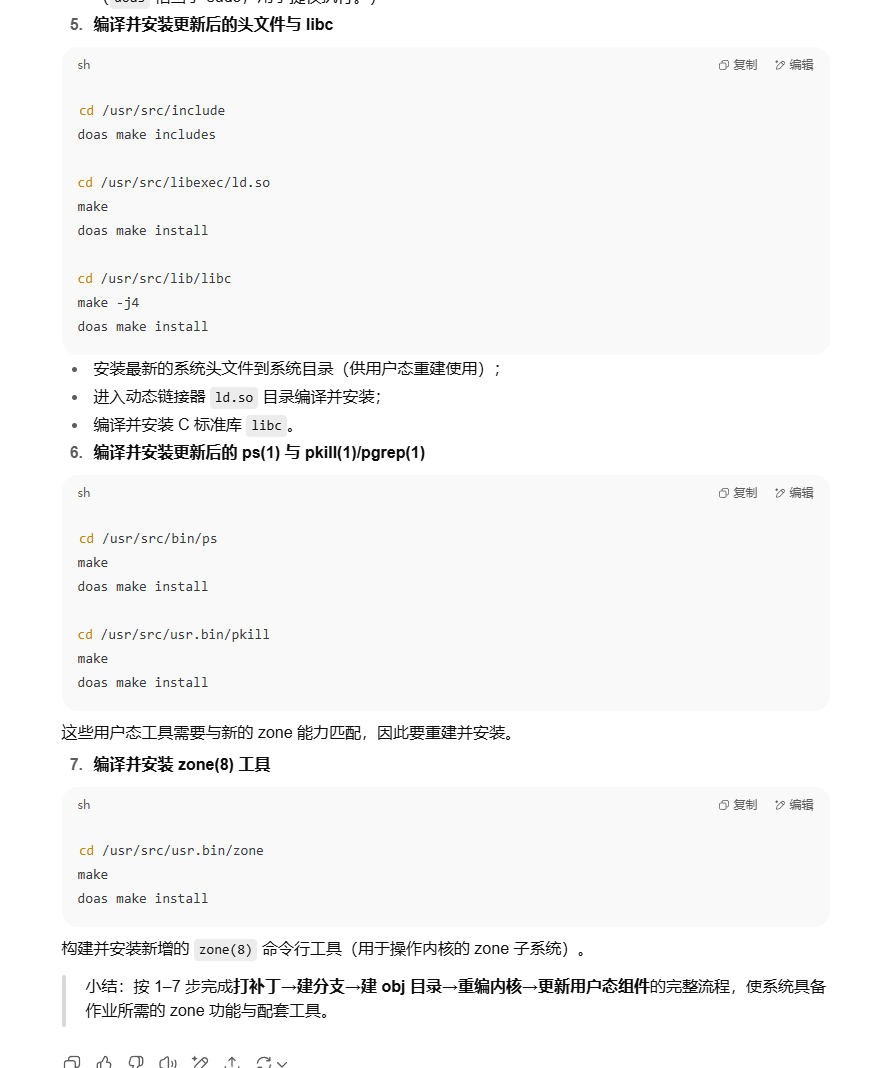 5. 编译并安装更新后的头文件与 libc
sh
复制
编辑
cd /usr/src/include
doas make includes
cd /usr/src/libexec/ld.so
make
doas make install
cd /usr/src/lib/libc
make -j4
doas make install
• 安装最新的系统头文件到系统目录（供用户态重建使用）；
• 进入动态链接器 ld.so 目录编译并安装；
• 编译并安装 C 标准库 libc。
6. 编译并安装更新后的 ps(1) 与 pkill(1)/pgrep(1)
sh
复制
编辑
cd /usr/src/bin/ps
make
doas make install
cd /usr/src/usr.bin/pkill
make
doas make install
这些用户态工具需要与新的 zone 能力匹配，因此要重建并安装。
7. 编译并安装 zone(8) 工具
sh
复制
编辑
cd /usr/src/usr.bin/zone
make
doas make install
构建并安装新增的 zone(8) 命令行工具（用于操作内核的 zone 子系统）。
小结：按 1–7 步完成打补丁→建分支→建 obj 目录→重编内核→更新用户态组件的完整流程，使系统具备
作业所需的 zone 功能与配套工具。